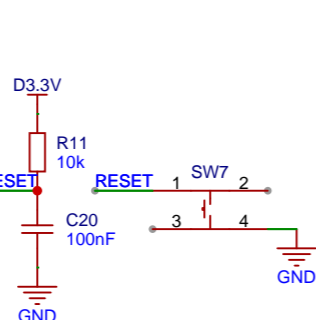 D3.3V
R11
10k
ESET
RESET
1
SW7
2
3
4
C20
100nF
GND
GND